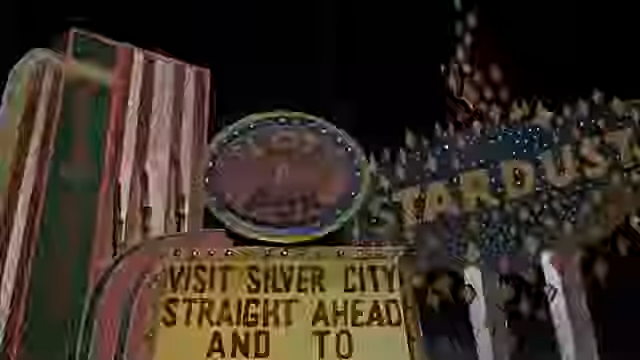 STARDUST
VISIT SILVER CITY
STRAIGHT AHEAD
AND TO